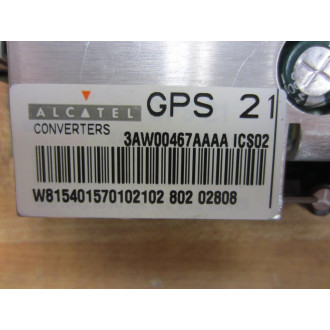 ALCATEL GPS 21
CONVERTERS
3AW00467AAAA ICS02
W815401570102102 802 02808